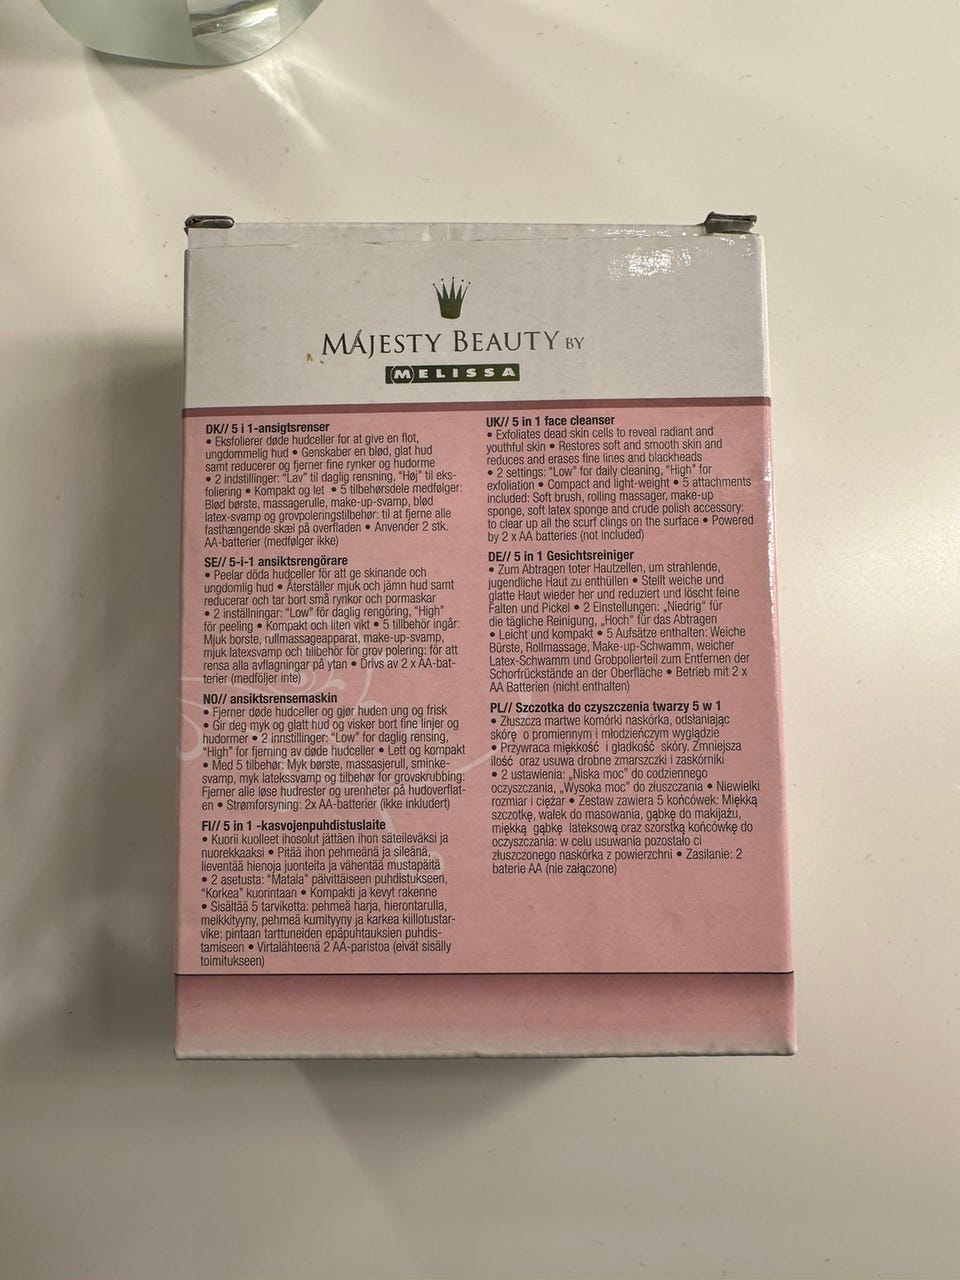 MAJESTY BEAUTY BY
MELISSA
DK// 5 i 1-ansigtsrenser
• Eksfolierer døde hudceller for at give en flot,
ungdommelig hud • Genskaber en blød, glat hud
samt reducerer og fjerner fine rynker og hudorme
• 2 indstillinger: “Lav” til daglig rensning, “Høj” til eks-
foliering • Kompakt og let • 5 tilbehørsdele medfølger:
Blød børste, massagerulle, make-up-svamp, blød
latex-svamp og grovpoleringstilbehør: til at fjerne alle
fasthængende skæl på overfladen • Anvender 2 stk.
AA-batterier (medfølger ikke)
SE// 5-i-1 ansiktsrengörare
• Peelar döda hudceller för att ge skinande och
ungdomlig hud • Återställer mjuk och jämn hud samt
reducerar och tar bort små rynkor och pormaskar
• 2 inställningar: “Low” för daglig rengöring, “High”
för peeling • Kompakt och liten vikt • 5 tillbehör ingår:
Mjuk borste, rullmassageapparat, make-up-svamp,
mjuk latexsvamp och tillbehör för grov polering: för att
rensa alla avflagningar på ytan • Drivs av 2 x AA-bat-
terier (medföljer inte)
NO// ansiktsrensemaskin
• Fjerner døde hudceller og gjør huden ung og frisk
• Gir deg myk og glatt hud og visker bort fine linjer og
hudormer • 2 innstillinger: “Low” for daglig rensing,
“High” for fjerning av døde hudceller • Lett og kompakt
• Med 5 tilbehør: Myk børste, massasjerull, sminke-
svamp, myk latekssvamp og tilbehør for grovskrubbing:
Fjerner alle løse hudrester og urenheter på hudoverflat-
en • Strømforsyning: 2x AA-batterier (ikke inkludert)
FI// 5 in 1 -kasvojenpuhdistuslaite
• Kuorii kuolleet ihosolut jättäen ihon säteileväksi ja
nuorekkaaksi • Pitää ihon pehmeänä ja sileänä,
lieventää hienoja juonteita ja vähentää mustapäitä
• 2 asetusta: “Matala” päivittäiseen puhdistukseen,
“Korkea” kuorintaan • Kompakti ja kevyt rakenne
• Sisältää 5 tarviketta: pehmeä harja, hierontarulla,
meikkityyny, pehmeä kumityyny ja karkea kiillotustar-
vike: pintaan tarttuneiden epäpuhtauksien puhdis-
tamiseen • Virtalähteenä 2 AA-paristoa (eivät sisälly
toimitukseen)
UK// 5 in 1 face cleanser
• Exfoliates dead skin cells to reveal radiant and
youthful skin • Restores soft and smooth skin and
reduces and erases fine lines and blackheads
• 2 settings: “Low” for daily cleaning, “High” for
exfoliation • Compact and light-weight • 5 attachments
included: Soft brush, rolling massager, make-up
sponge, soft latex sponge and crude polish accessory:
to clear up all the scurf clings on the surface • Powered
by 2 x AA batteries (not included)
DE// 5 in 1 Gesichtsreiniger
• Zum Abtragen toter Hautzellen, um strahlende,
jugendliche Haut zu enthüllen • Stellt weiche und
glatte Haut wieder her und reduziert und löscht feine
Falten und Pickel • 2 Einstellungen: „Niedrig“ für
die tägliche Reinigung, „Hoch“ für das Abtragen
• Leicht und kompakt • 5 Aufsätze enthalten: Weiche
Bürste, Rollmassage, Make-up-Schwamm, weicher
Latex-Schwamm und Grobpolierteil zum Entfernen der
Schorfrückstände an der Oberfläche • Betrieb mit 2 x
AA Batterien (nicht enthalten)
PL// Szczotka do czyszczenia twarzy 5 w 1
• Złuszcza martwe komórki naskórka, odsłaniając
skórę o promiennym i młodzieńczym wyglądzie
• Przywraca miękkość i gładkość skóry. Zmniejsza
ilość oraz usuwa drobne zmarszczki i zaskórniki
• 2 ustawienia: „Niska moc” do codziennego
oczyszczania, „Wysoka moc” do złuszczania • Niewielki
rozmiar i ciężar • Zestaw zawiera 5 końcówek: Miękką
szczotkę, wałek do masowania, gąbkę do makijażu,
miękką gąbkę lateksową oraz szorstką końcówkę do
oczyszczania: w celu usuwania pozostało ci
złuszczonego naskórka z powierzchni • Zasilanie: 2
baterie AA (nie załączone)